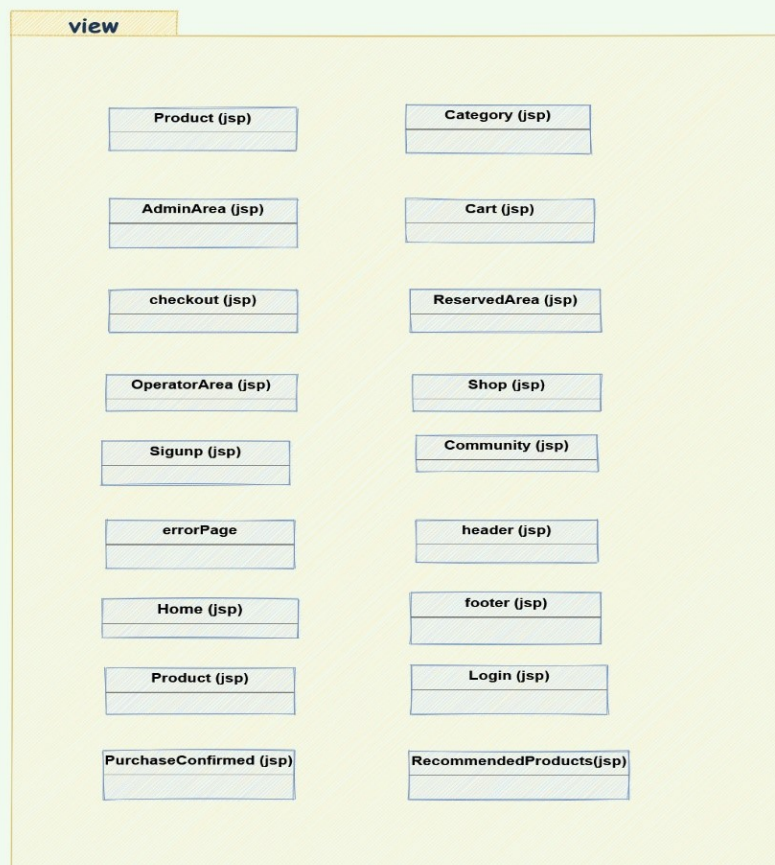 view
Product (jsp)
Category (jsp)
AdminArea (jsp)
Cart (jsp)
checkout (jsp)
ReservedArea (jsp)
OperatorArea (jsp)
Shop (jsp)
Sigunp (jsp)
Community (jsp)
errorPage
header (jsp)
Home (jsp)
footer (jsp)
Product (jsp)
Login (jsp)
PurchaseConfirmed (jsp)
RecommendedProducts(jsp)